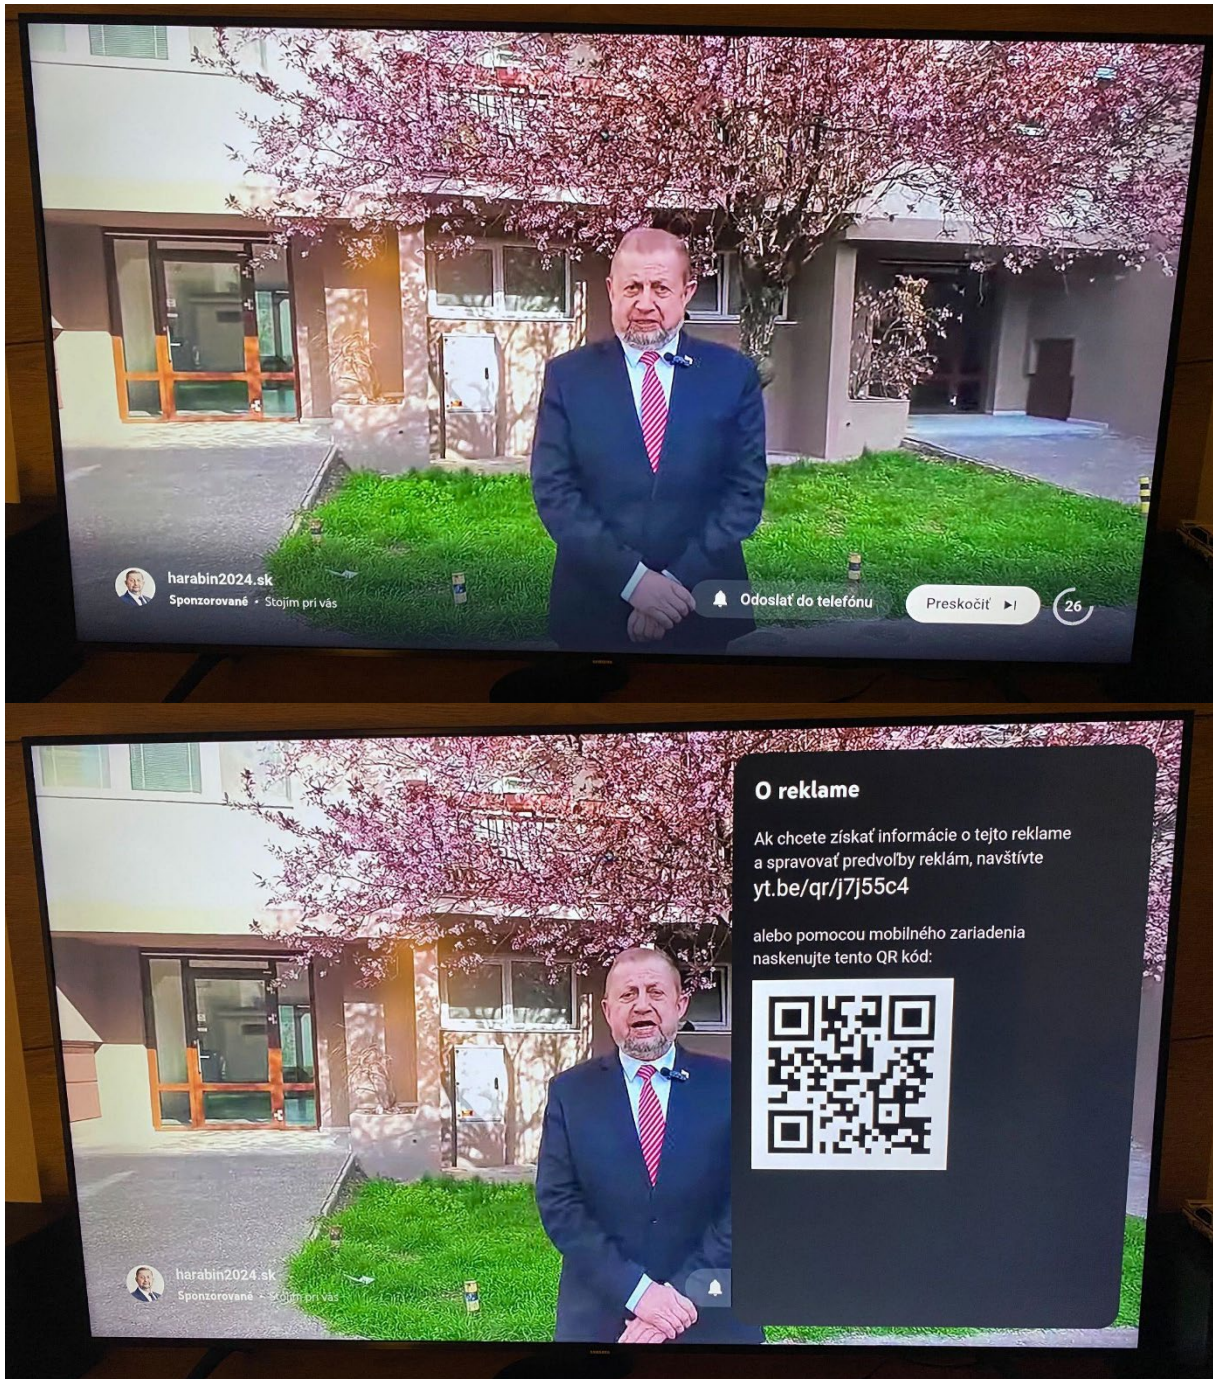 harabin2024.sk
Sponzorované • Stojím pri vás
Odoslať do telefónu
Preskočiť
26
SAMSUNG
O reklame
Ak chcete získať informácie o tejto reklame
a spravovať predvoľby reklám, navštívte
yt.be/qr/j7j55c4
alebo pomocou mobilného zariadenia
naskenujte tento QR kód:
harabin2024.sk
Sponzorované • Stojím pri vás
SAMSUNG